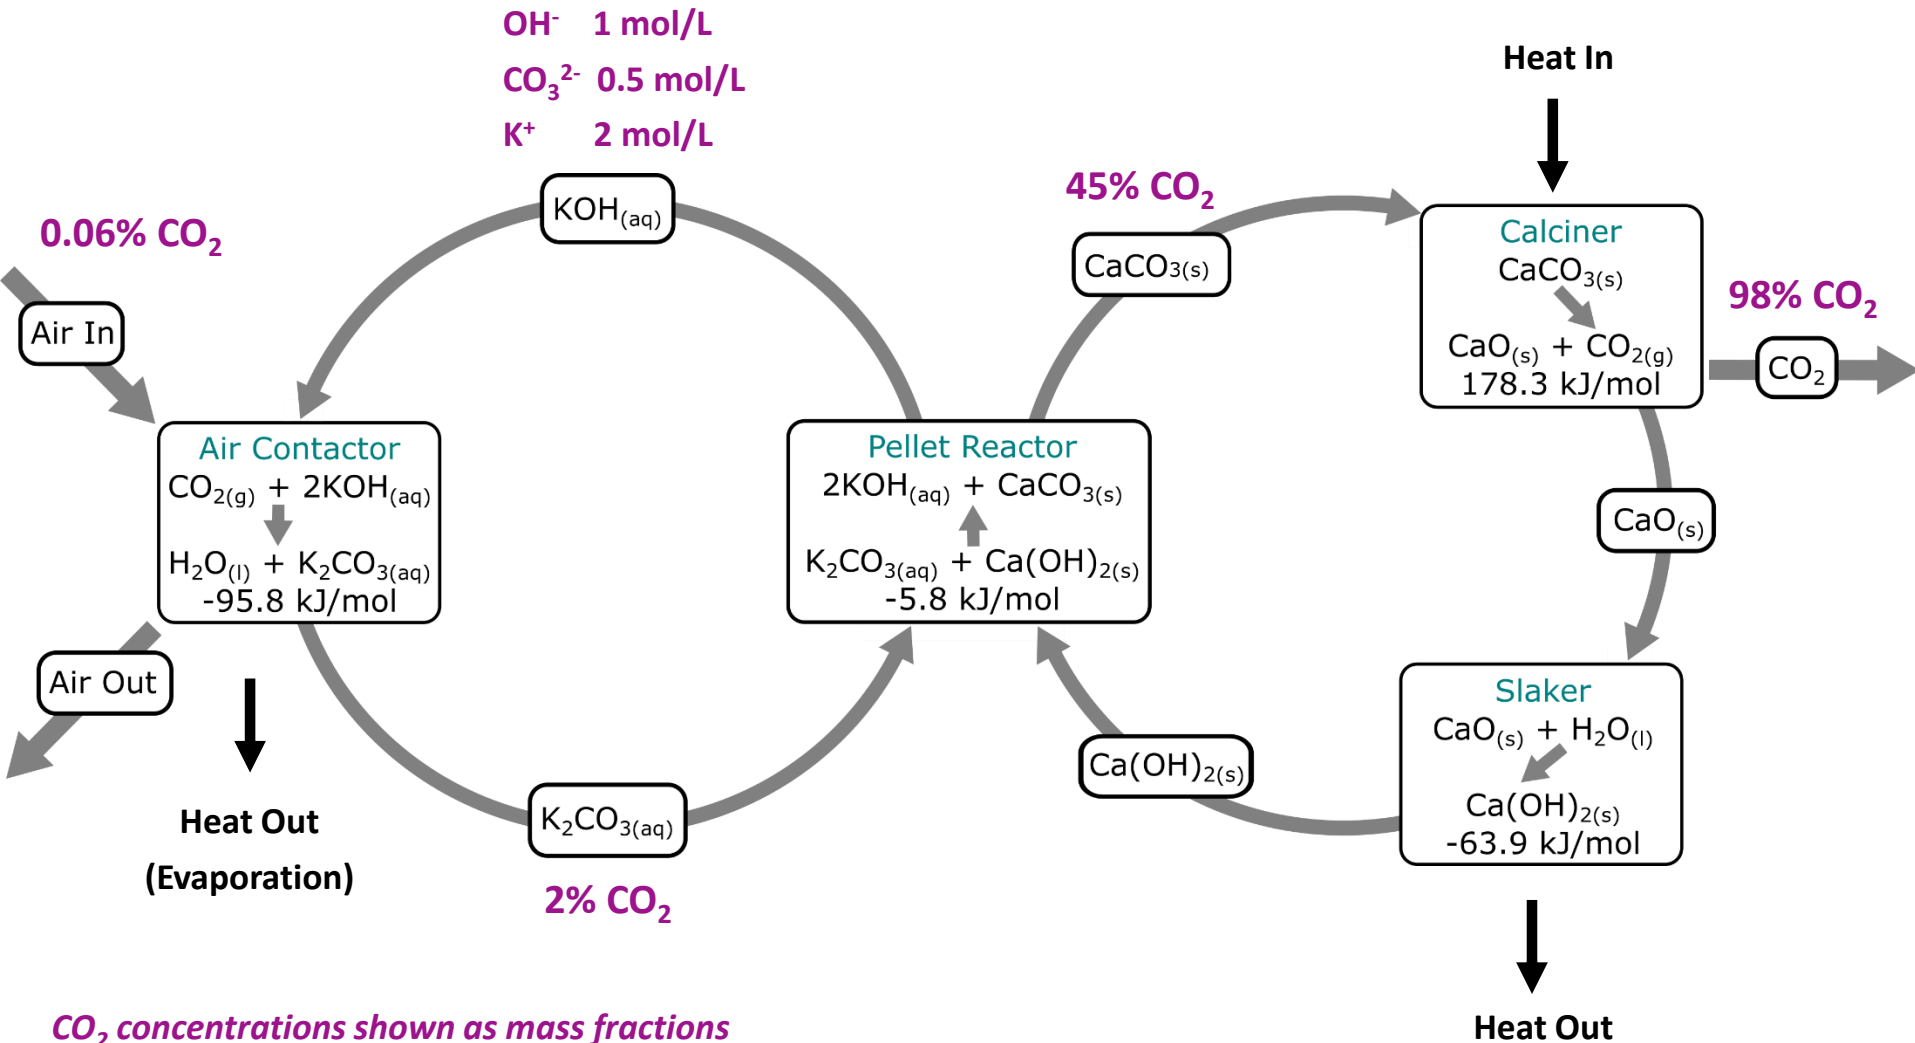 OH⁻ 1 mol/L
CO₃²⁻ 0.5 mol/L
K⁺ 2 mol/L
KOH(aq)
0.06% CO₂
Air In
Air Contactor
CO₂(g) + 2KOH(aq)
H₂O(l) + K₂CO₃(aq)
-95.8 kJ/mol
Air Out
Heat Out
(Evaporation)
K₂CO₃(aq)
2% CO₂
Pellet Reactor
2KOH(aq) + CaCO₃(s)
K₂CO₃(aq) + Ca(OH)₂(s)
-5.8 kJ/mol
45% CO₂
CaCO₃(s)
Heat In
Calciner
CaCO₃(s)
CaO(s) + CO₂(g)
178.3 kJ/mol
98% CO₂
CO₂
CaO(s)
Slaker
CaO(s) + H₂O(l)
Ca(OH)₂(s)
-63.9 kJ/mol
Ca(OH)₂(s)
Heat Out
CO₂ concentrations shown as mass fractions